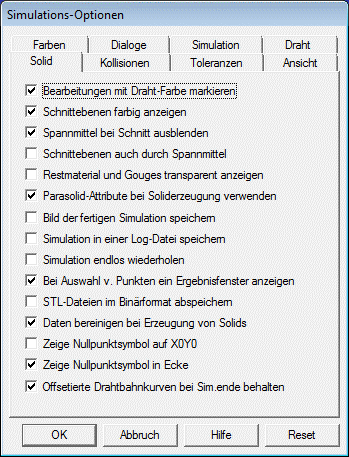 Simulations-Optionen
Farben Dialoge Simulation Draht
Solid Kollisionen Toleranzen Ansicht
Bearbeitungen mit Draht-Farbe markieren
Schnittebenen farbig anzeigen
Spannmittel bei Schnitt ausblenden
Schnittebenen auch durch Spannmittel
Restmaterial und Gouges transparent anzeigen
Parasolid-Attribute bei Soliderzeugung verwenden
Bild der fertigen Simulation speichern
Simulation in einer Log-Datei speichern
Simulation endlos wiederholen
Bei Auswahl v. Punkten ein Ergebnisfenster anzeigen
STL-Dateien im Binärformat abspeichern
Daten bereinigen bei Erzeugung von Solids
Zeige Nullpunktsymbol auf X0Y0
Zeige Nullpunktsymbol in Ecke
Offsetierte Drahtbahnkurven bei Sim.ende behalten
OK Abbruch Hilfe Reset